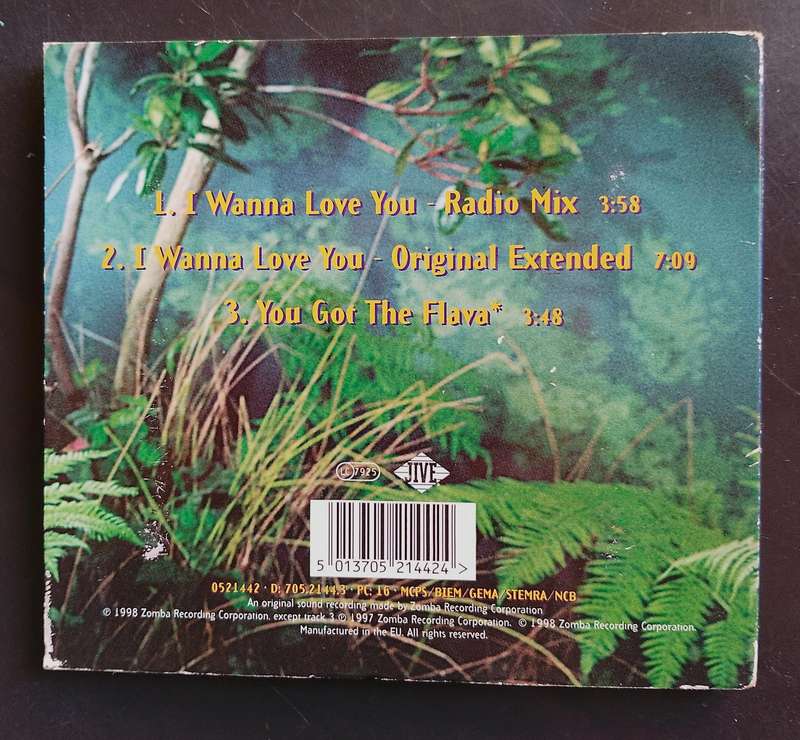 1. I Wanna Love You - Radio Mix 3:58
2. I Wanna Love You - Original Extended 7:09
3. You Got The Flava* 3:48
LC 7925 JIVE
5 013705 214424 >
0521442 · D: 705.2144.3 · PC: 16 · MCPS/BIEM/GEMA/STEMRA/NCB
An original sound recording made by Zomba Recording Corporation
℗ 1998 Zomba Recording Corporation. except track 3 ℗ 1997 Zomba Recording Corporation. © 1998 Zomba Recording Corporation.
Manufactured in the EU. All rights reserved.